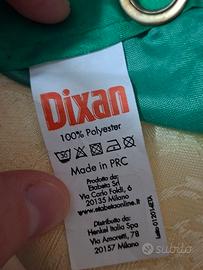 Dixan
100% Polyester
30
Made in PRC
Prodotto da:
Etabeta Srl
Via Carlo Foldi, 6
20135 Milano
www.etabetaonline.it
Distribuito da:
Henkel Italia Spa
Via Amoretti, 78
20157 Milano
subito